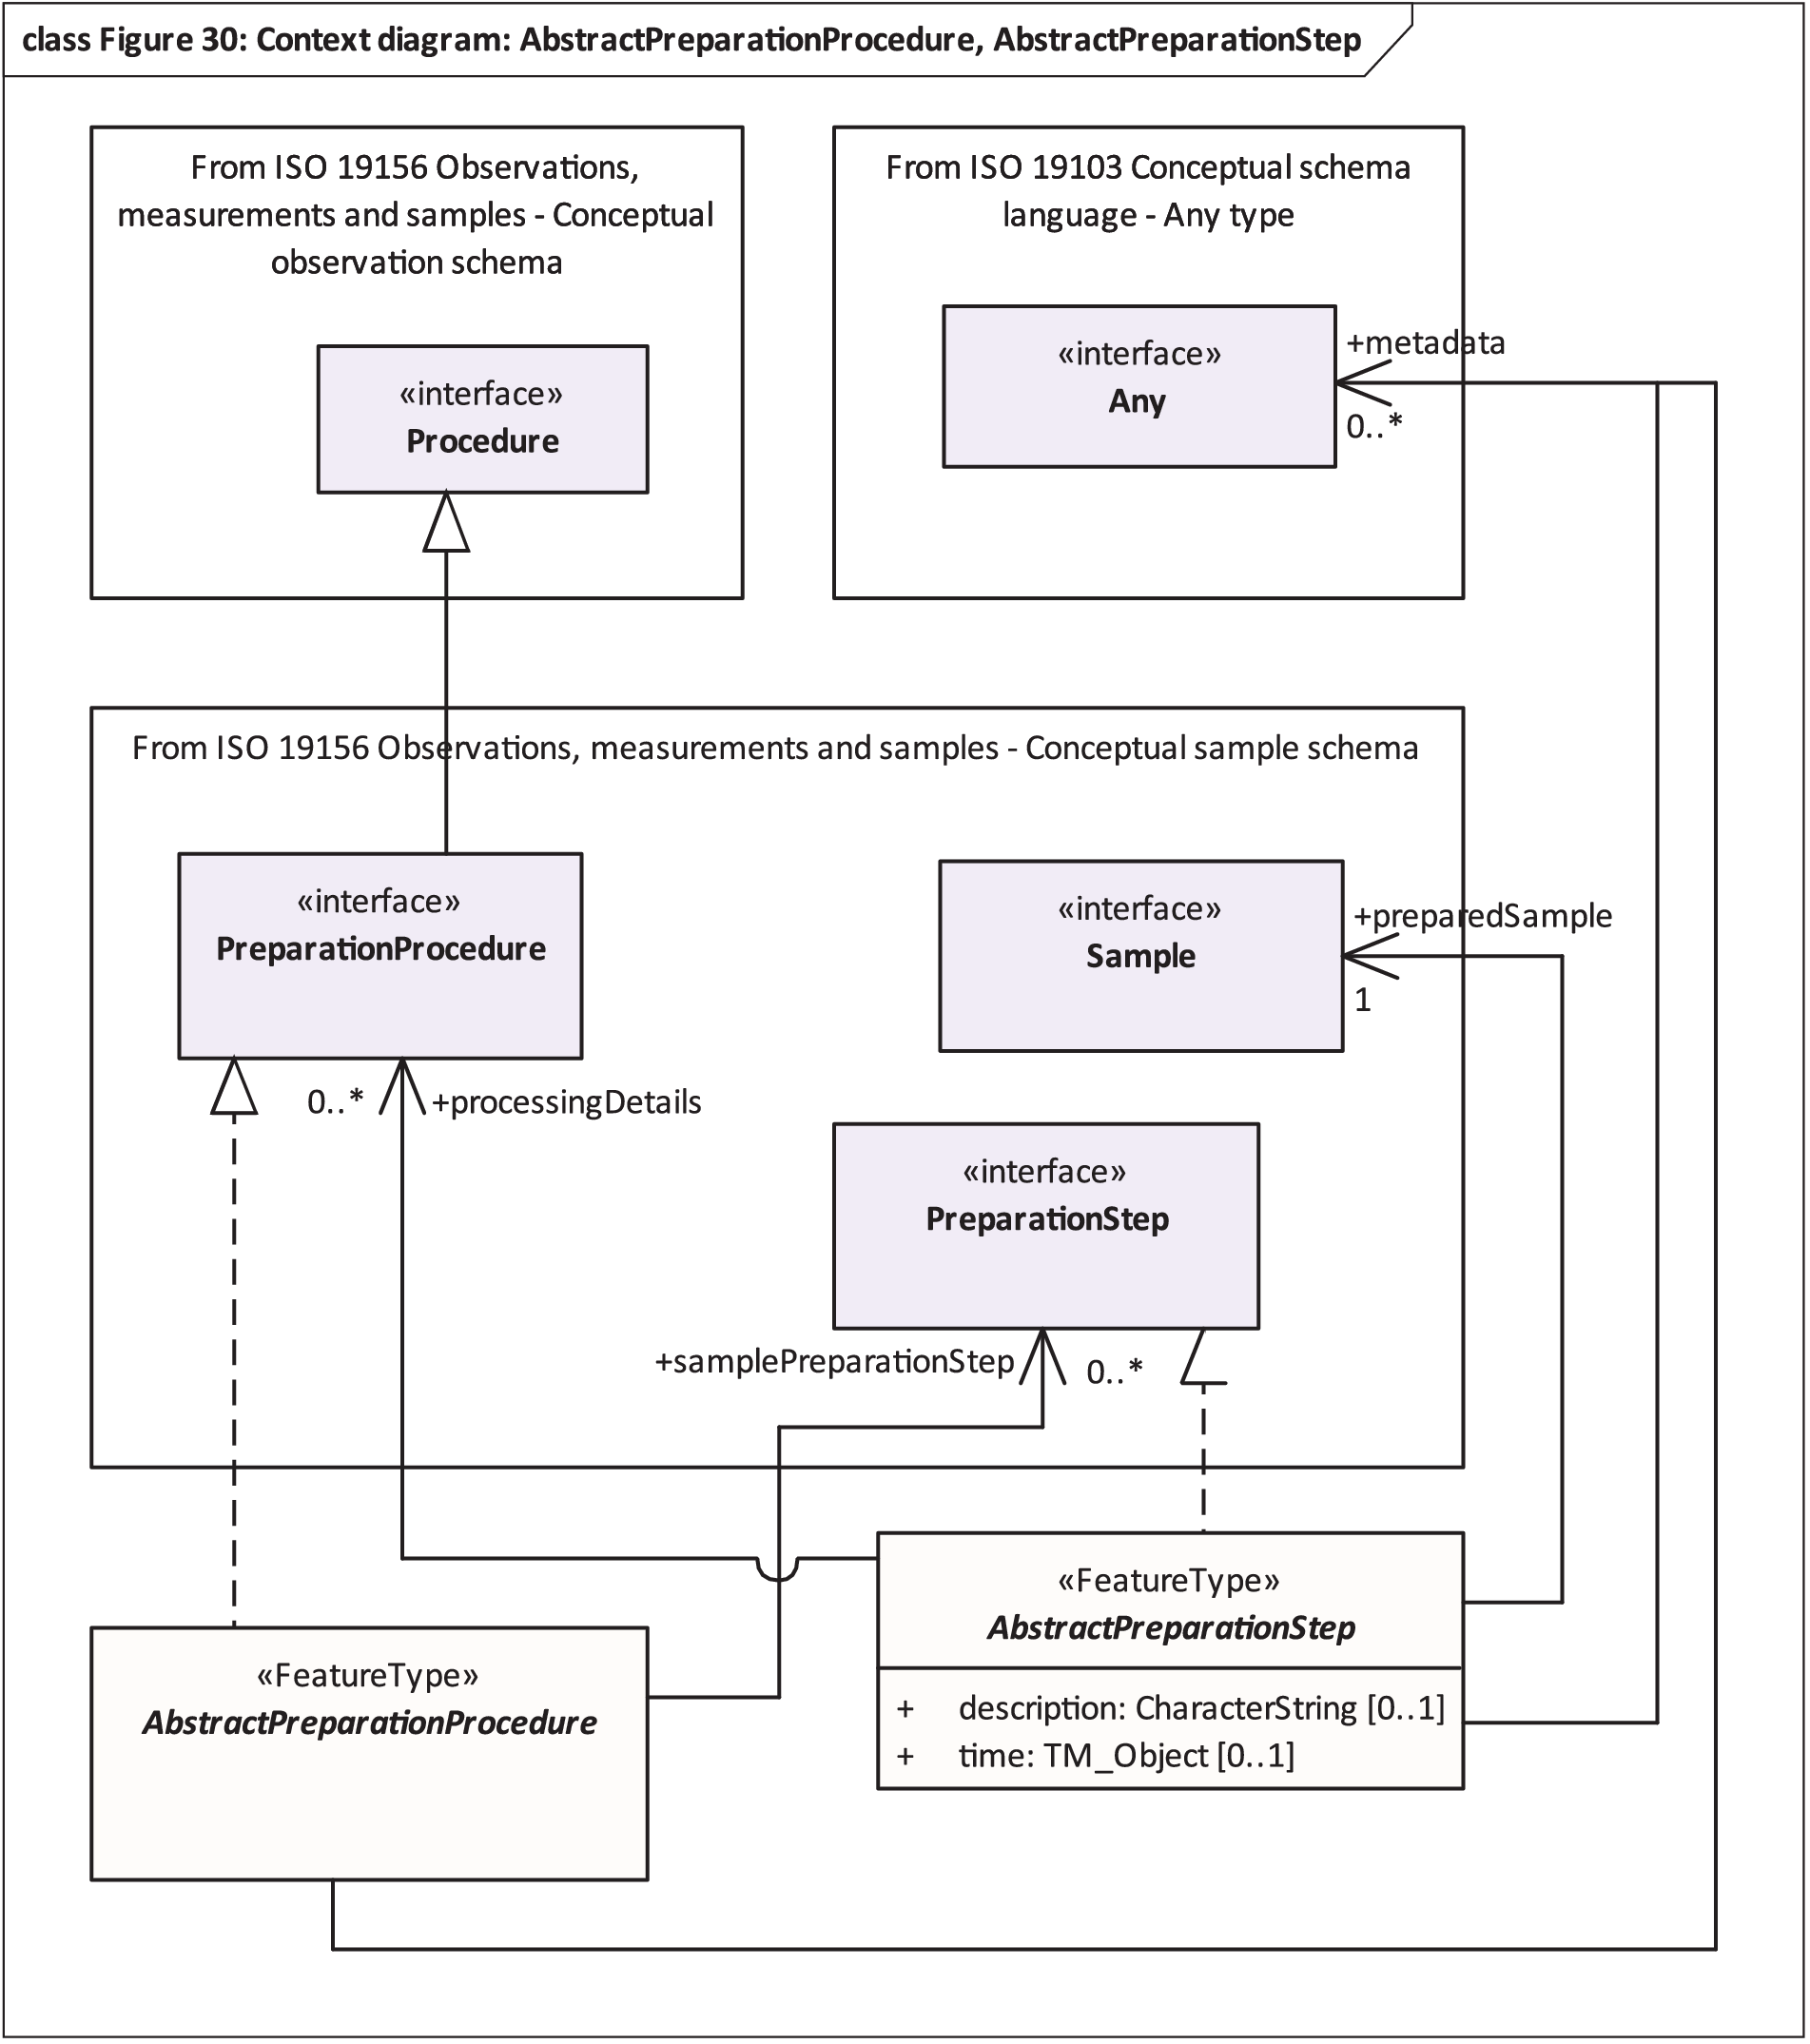 class Figure 30: Context diagram: AbstractPreparationProcedure, AbstractPreparationStep
From ISO 19156 Observations,
measurements and samples - Conceptual
observation schema
«interface»
Procedure
From ISO 19103 Conceptual schema
language - Any type
«interface»
Any
+metadata
0..*
From ISO 19156 Observations, measurements and samples - Conceptual sample schema
«interface»
PreparationProcedure
«interface»
Sample
+preparedSample
1
0..*
+processingDetails
«interface»
PreparationStep
+samplePreparationStep
0..*
«FeatureType»
AbstractPreparationStep
+ description: CharacterString [0..1]
+ time: TM_Object [0..1]
«FeatureType»
AbstractPreparationProcedure